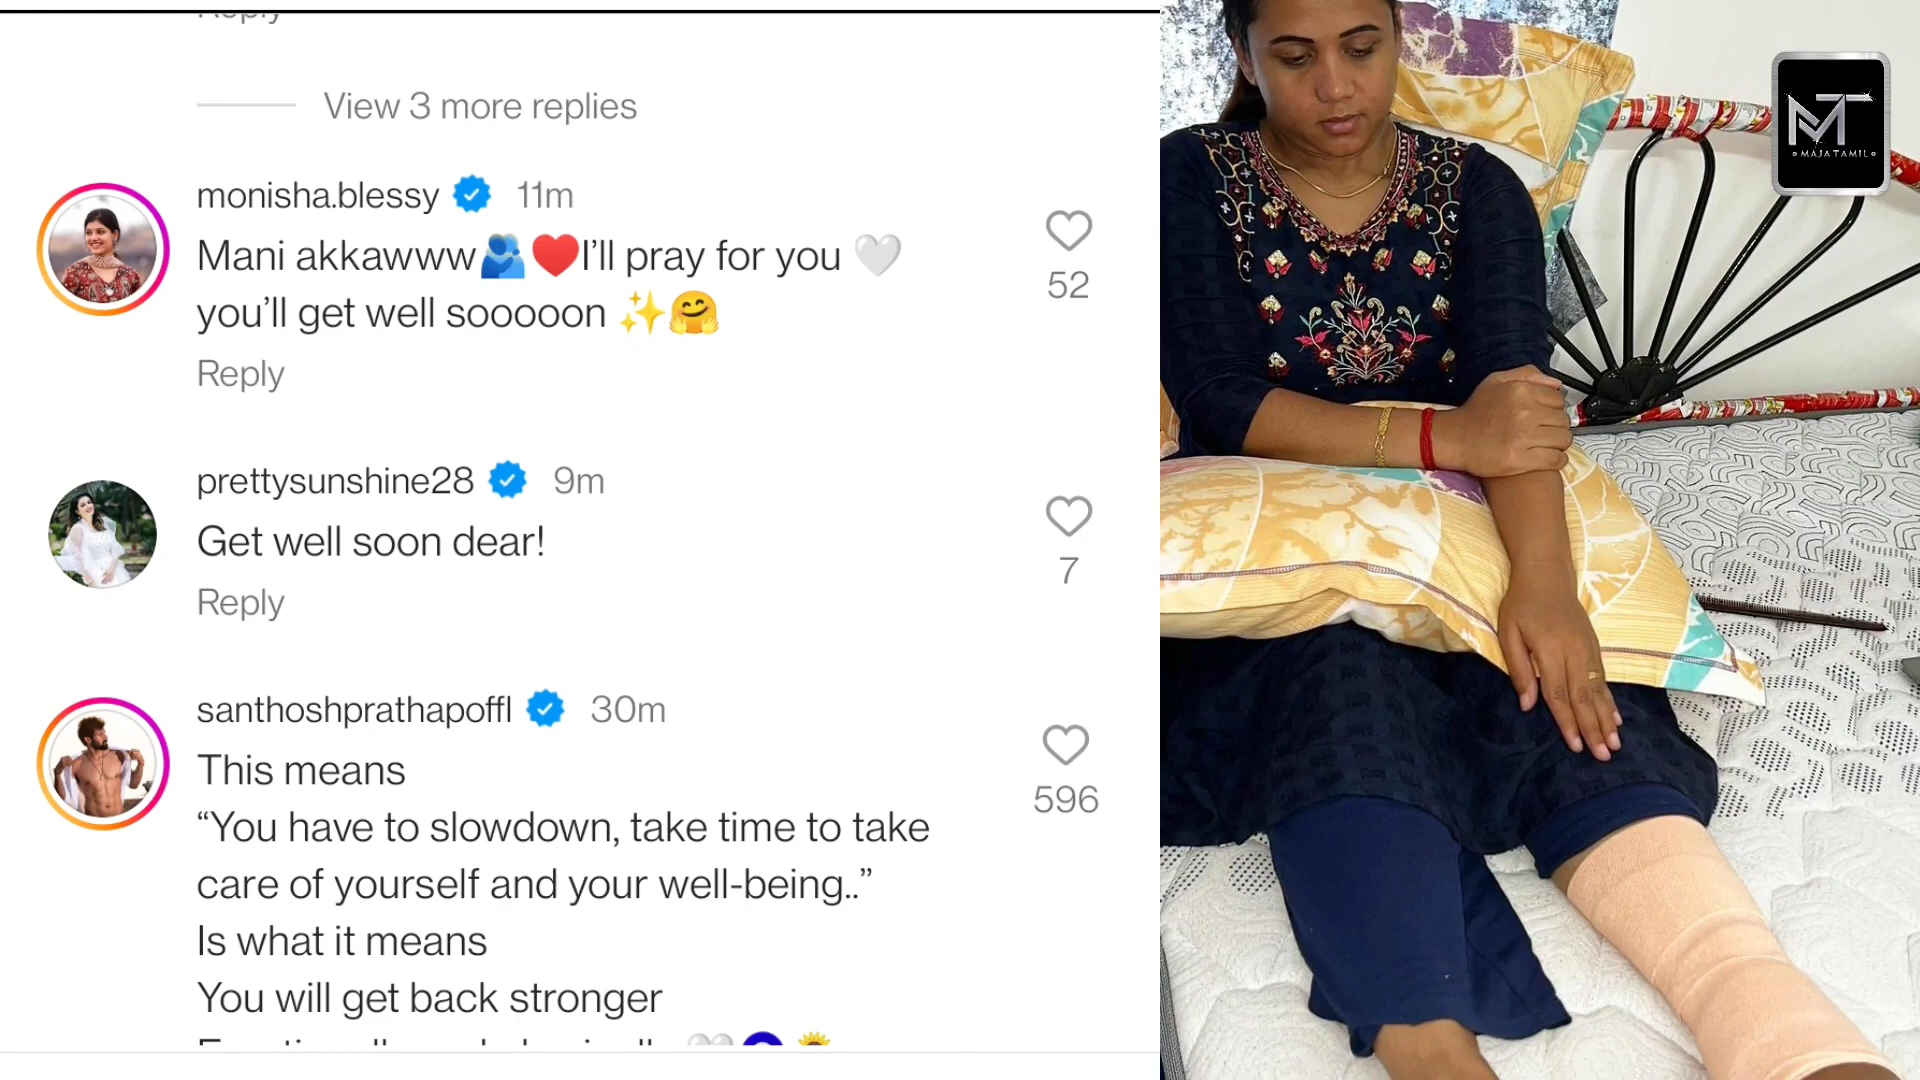 Reply
View 3 more replies
monisha.blessy 11m
Mani akkawww🫂❤️I’ll pray for you 🤍
you’ll get well sooooon ✨🤗
52
Reply
prettysunshine28 9m
Get well soon dear!
7
Reply
santhoshprathapoffl 30m
This means
“You have to slowdown, take time to take
care of yourself and your well-being..”
596
Is what it means
You will get back stronger
MT
MAJA TAMIL